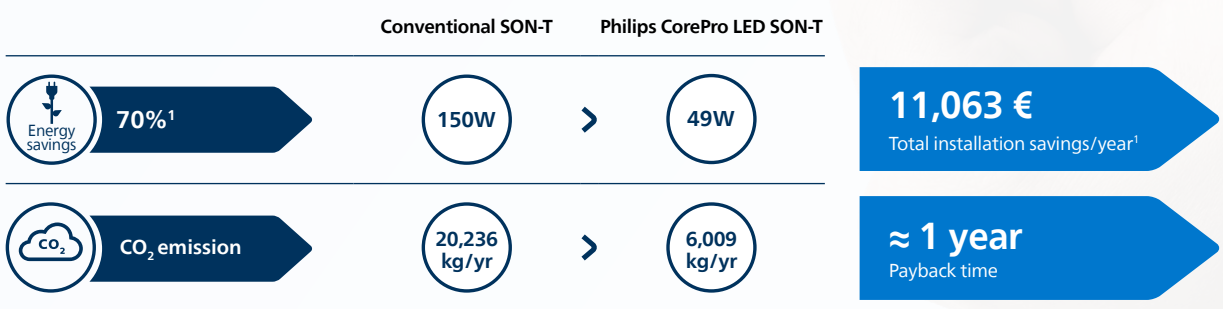 Conventional SON-T
Philips CorePro LED SON-T
Energy
savings
70%¹
150W
>
49W
11,063 €
Total installation savings/year¹
CO₂
CO₂ emission
20,236
kg/yr
>
6,009
kg/yr
≈ 1 year
Payback time